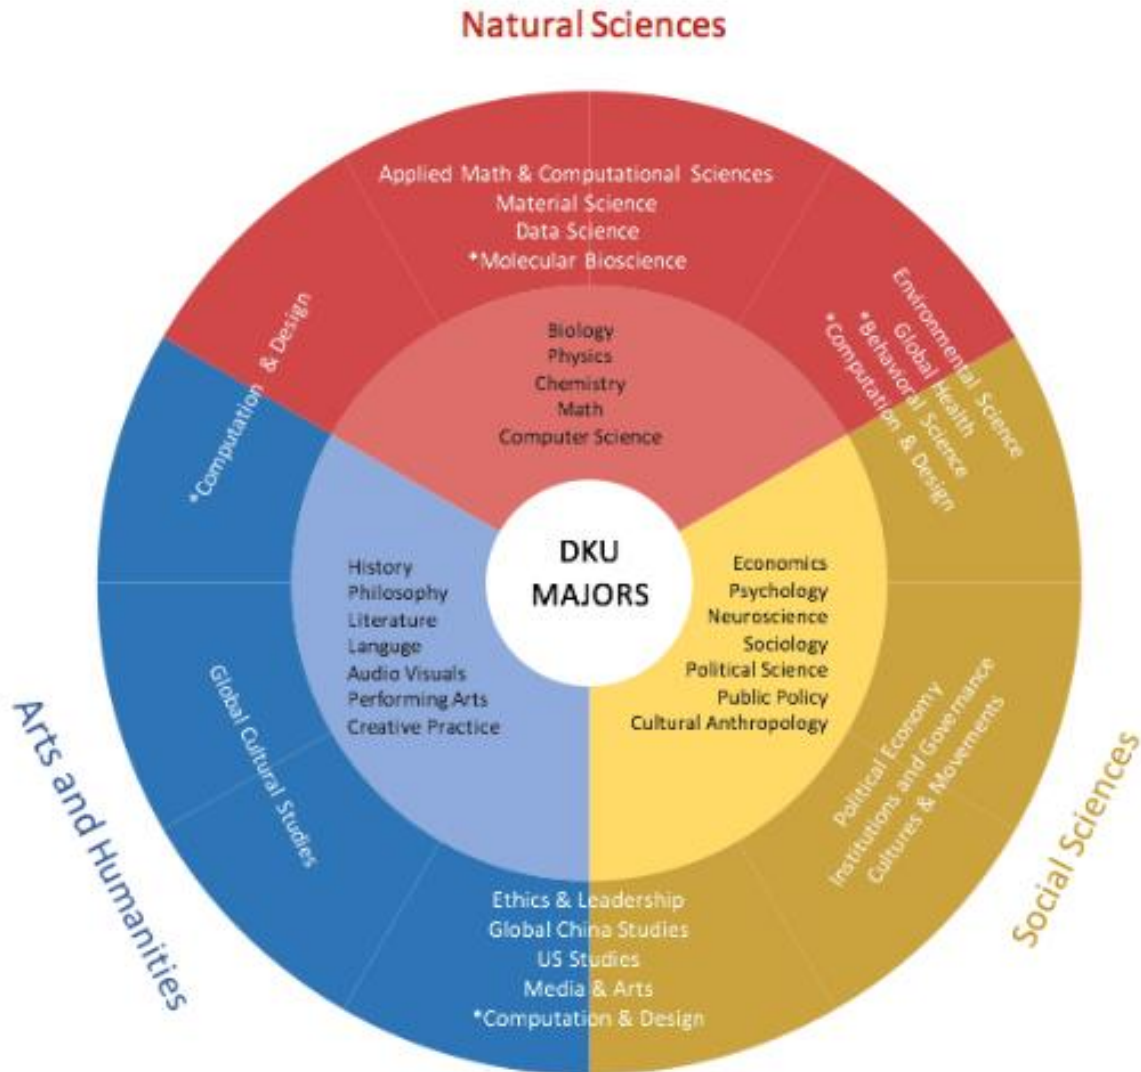 Natural Sciences
Applied Math & Computational Sciences
Material Science
Data Science
*Molecular Bioscience
Environmental Science
Global Health
*Behavioral Science
*Computation & Design
*Computation & Design
Biology
Physics
Chemistry
Math
Computer Science
DKU
MAJORS
History
Philosophy
Literature
Languge
Audio Visuals
Performing Arts
Creative Practice
Economics
Psychology
Neuroscience
Sociology
Political Science
Public Policy
Cultural Anthropology
Global Cultural Studies
Political Economy
Institutions and Governance
Cultures & Movements
Arts and Humanities
Social Sciences
Ethics & Leadership
Global China Studies
US Studies
Media & Arts
*Computation & Design